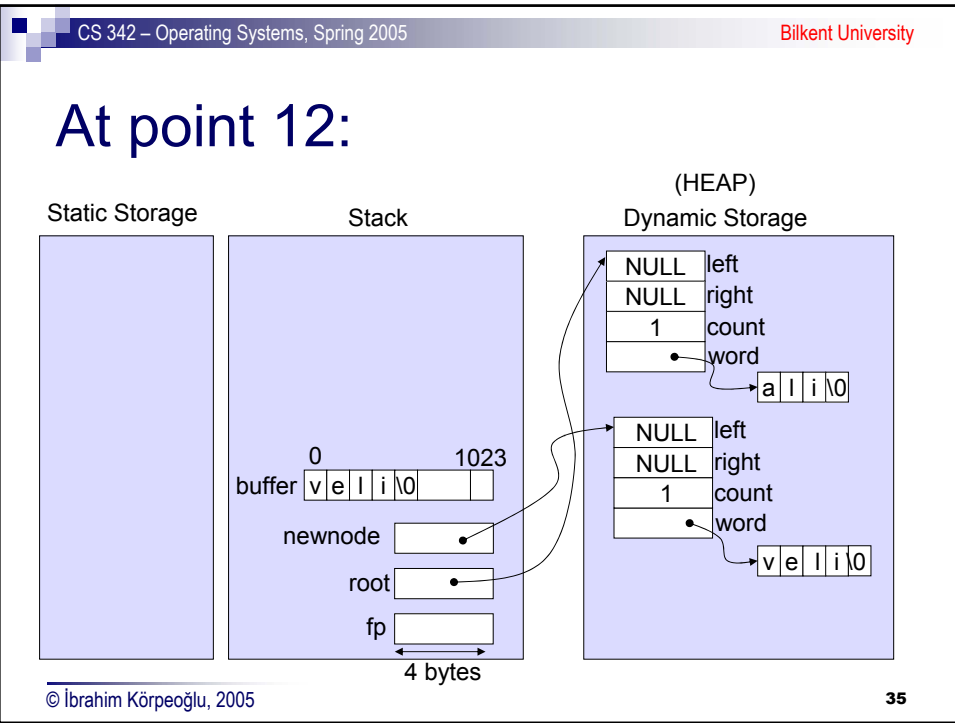 CS 342 – Operating Systems, Spring 2005 Bilkent University
At point 12:
(HEAP)
Static Storage Stack Dynamic Storage
NULL left
NULL right
1 count
word
a l i \0
NULL left
NULL right
1 count
word
v e l i \0
0 1023
buffer v e l i \0
newnode
root
fp
4 bytes
© İbrahim Körpeoğlu, 2005 35